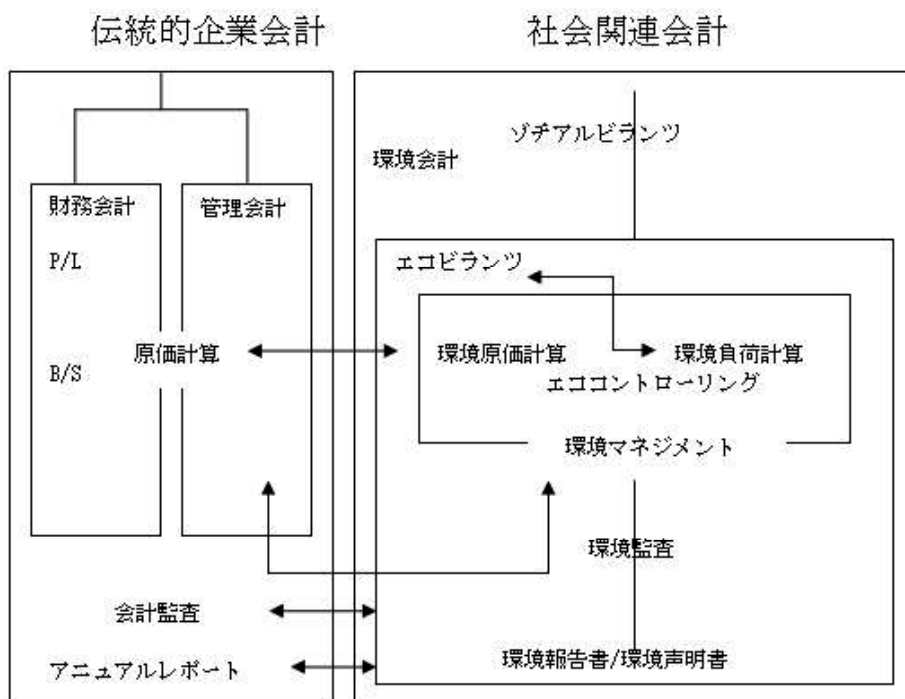 伝統的企業会計
社会関連会計
ゾチアルビランツ
環境会計
財務会計
管理会計
P/L
エコビランツ
原価計算
環境原価計算
環境負荷計算
B/S
エココントローリング
環境マネジメント
環境監査
会計監査
アニュアルレポート
環境報告書/環境声明書